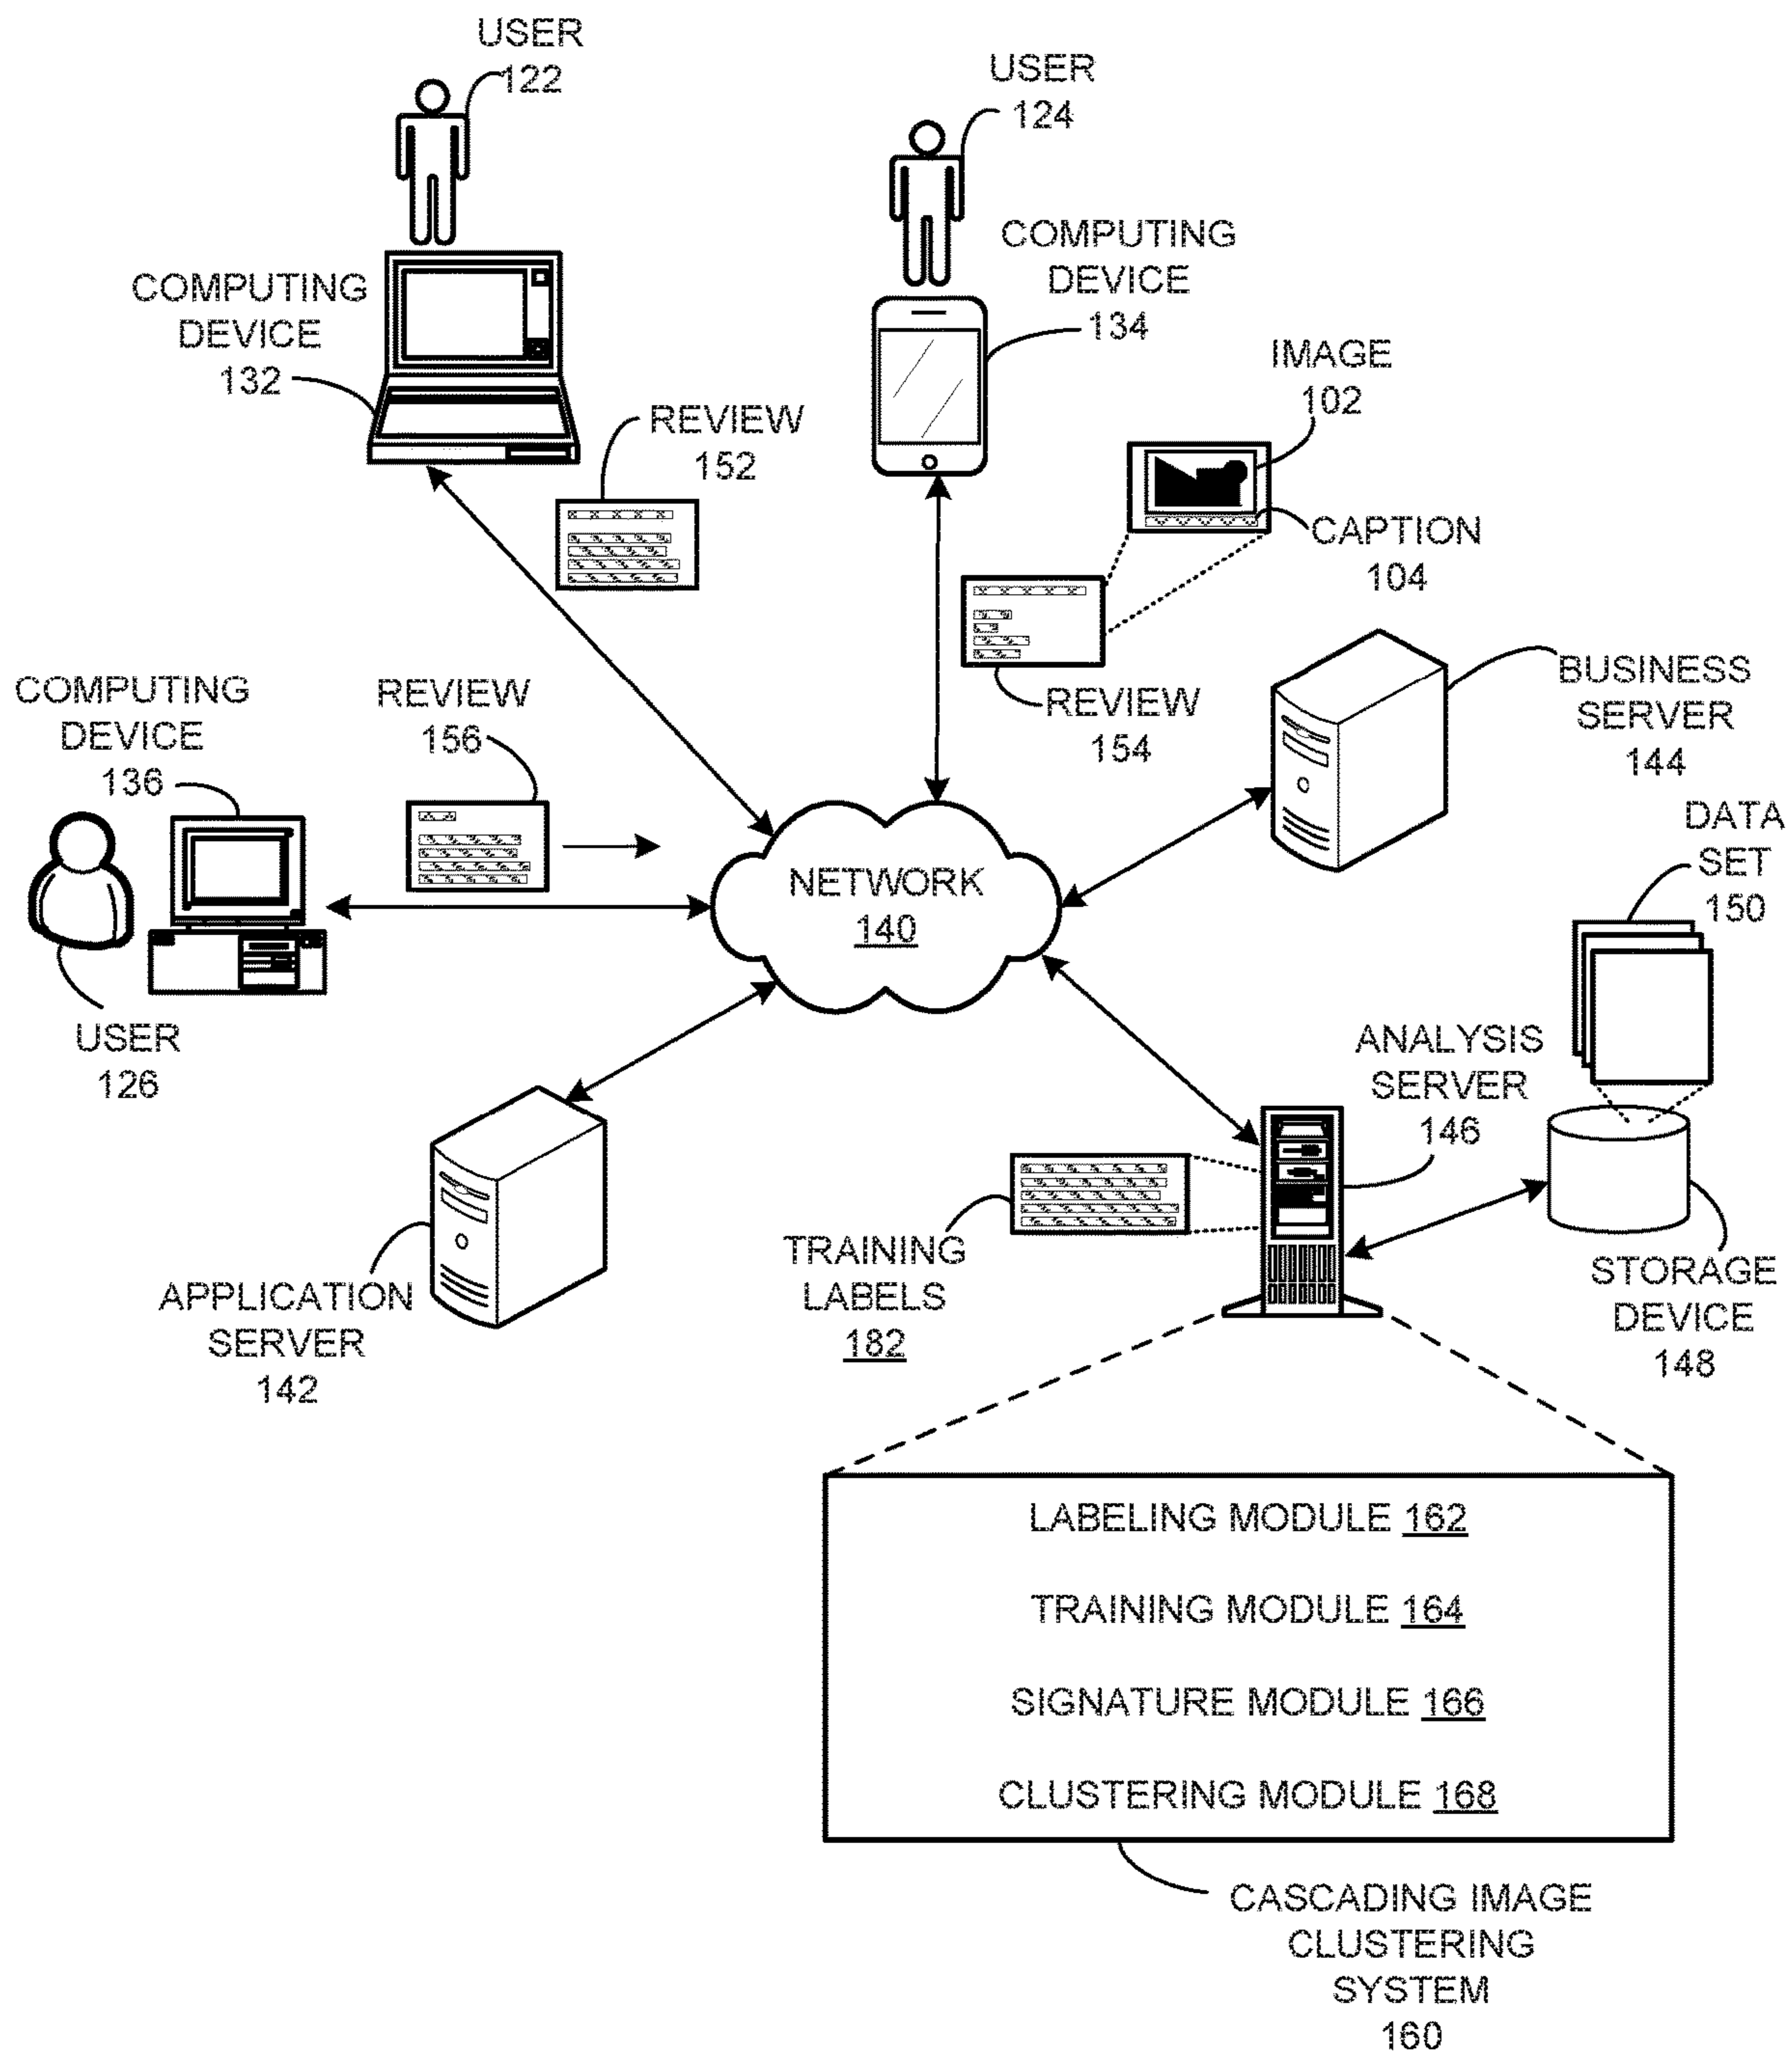 USER
122
USER
124
COMPUTING
DEVICE
132
COMPUTING
DEVICE
134
IMAGE
102
REVIEW
152
CAPTION
104
COMPUTING
DEVICE
136
REVIEW
156
REVIEW
154
BUSINESS
SERVER
144
DATA
SET
150
NETWORK
140
USER
126
ANALYSIS
SERVER
146
APPLICATION
SERVER
142
TRAINING
LABELS
182
STORAGE
DEVICE
148
LABELING MODULE 162
TRAINING MODULE 164
SIGNATURE MODULE 166
CLUSTERING MODULE 168
CASCADING IMAGE
CLUSTERING
SYSTEM
160